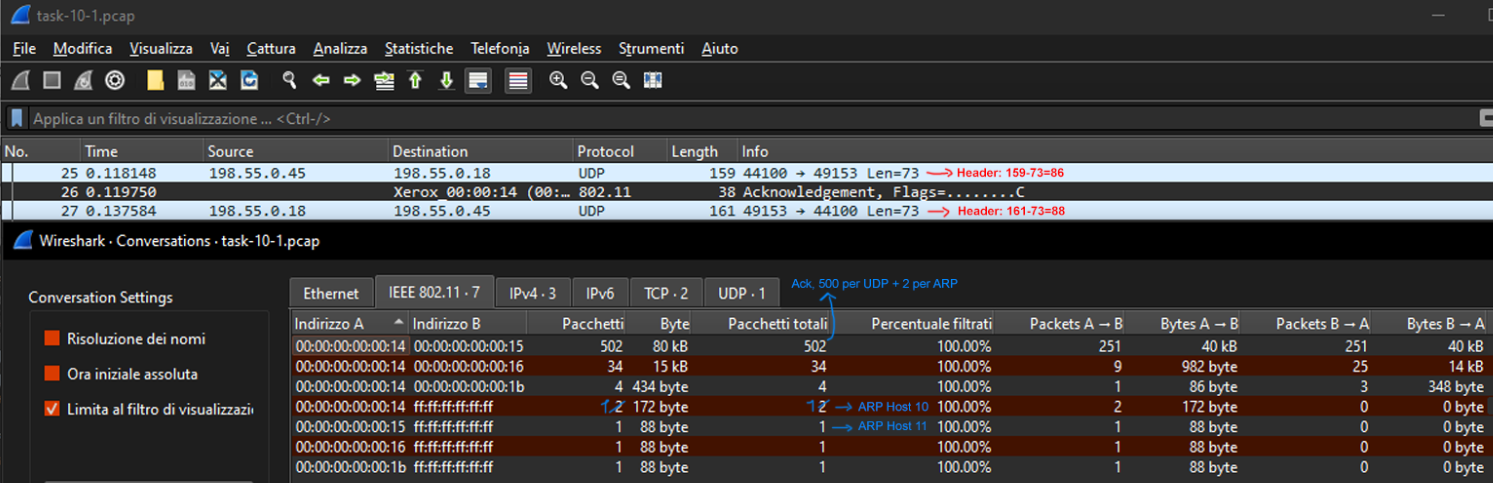 task-10-1.pcap
File Modifica Visualizza Vai Cattura Analizza Statistiche Telefonia Wireless Strumenti Aiuto
Applica un filtro di visualizzazione ... <Ctrl-/>
No. Time Source Destination Protocol Length Info
25 0.118148 198.55.0.45 198.55.0.18 UDP 159 44100 → 49153 Len=73 Header: 159-73=86
26 0.119750 Xerox_00:00:14 (00:… 802.11 38 Acknowledgement, Flags=........C
27 0.137584 198.55.0.18 198.55.0.45 UDP 161 49153 → 44100 Len=73 Header: 161-73=88
Wireshark · Conversations · task-10-1.pcap
Conversation Settings
Risoluzione dei nomi
Ora iniziale assoluta
Limita al filtro di visualizzazi
Ethernet IEEE 802.11 · 7 IPv4 · 3 IPv6 TCP · 2 UDP · 1 Ack, 500 per UDP + 2 per ARP
Indirizzo A Indirizzo B Pacchetti Byte Pacchetti totali Percentuale filtrati Packets A → B Bytes A → B Packets B → A Bytes B → A
00:00:00:00:00:14 00:00:00:00:00:15 502 80 kB 502 100.00% 251 40 kB 251 40 kB
00:00:00:00:00:14 00:00:00:00:00:16 34 15 kB 34 100.00% 9 982 byte 25 14 kB
00:00:00:00:00:14 00:00:00:00:00:1b 4 434 byte 4 100.00% 1 86 byte 3 348 byte
00:00:00:00:00:14 ff:ff:ff:ff:ff:ff 2 172 byte 2 ARP Host 10 100.00% 2 172 byte 0 0 byte
00:00:00:00:00:15 ff:ff:ff:ff:ff:ff 1 88 byte 1 ARP Host 11 100.00% 1 88 byte 0 0 byte
00:00:00:00:00:16 ff:ff:ff:ff:ff:ff 1 88 byte 1 100.00% 1 88 byte 0 0 byte
00:00:00:00:00:1b ff:ff:ff:ff:ff:ff 1 88 byte 1 100.00% 1 88 byte 0 0 byte